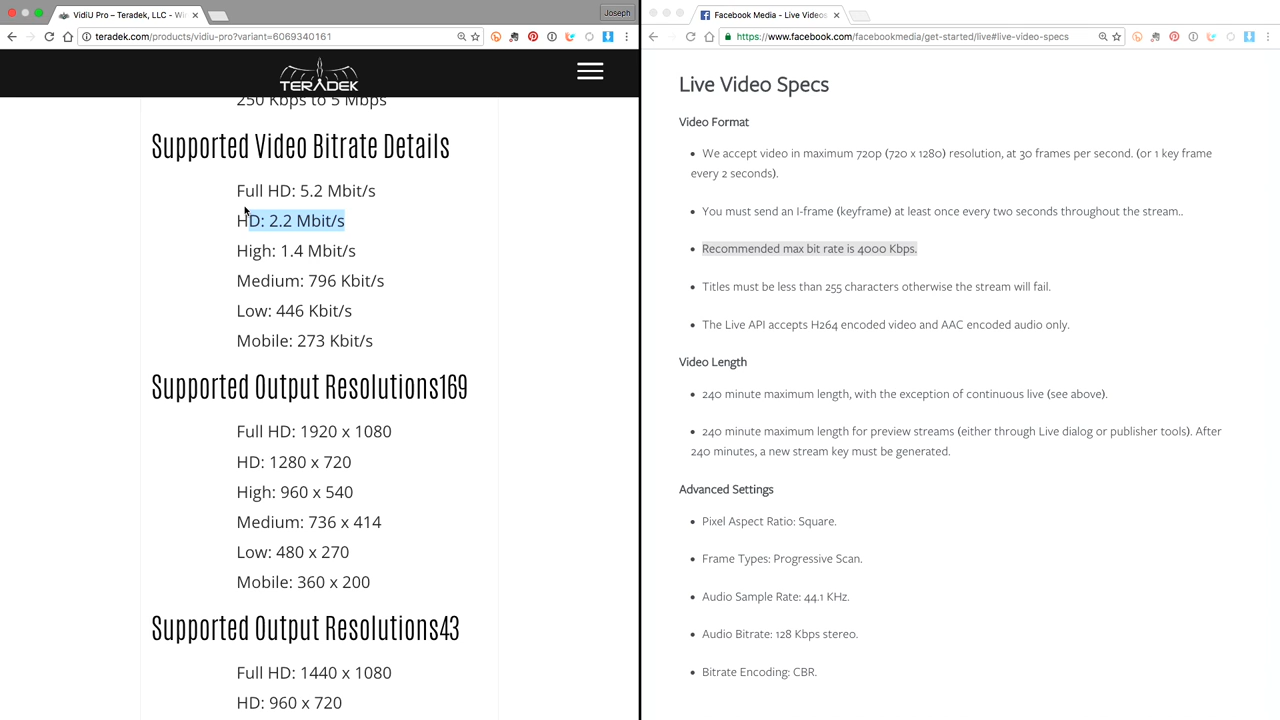 VidiU Pro – Teradek, LLC - Wi
Joseph
teradek.com/products/vidiu-pro?variant=6069340161
TERADEK
250 Kbps to 5 Mbps
Supported Video Bitrate Details
Full HD: 5.2 Mbit/s
HD: 2.2 Mbit/s
High: 1.4 Mbit/s
Medium: 796 Kbit/s
Low: 446 Kbit/s
Mobile: 273 Kbit/s
Supported Output Resolutions169
Full HD: 1920 x 1080
HD: 1280 x 720
High: 960 x 540
Medium: 736 x 414
Low: 480 x 270
Mobile: 360 x 200
Supported Output Resolutions43
Full HD: 1440 x 1080
HD: 960 x 720
Facebook Media - Live Videos
https://www.facebook.com/facebookmedia/get-started/live#live-video-specs
Live Video Specs
Video Format
• We accept video in maximum 720p (720 x 1280) resolution, at 30 frames per second. (or 1 key frame
every 2 seconds).
• You must send an I-frame (keyframe) at least once every two seconds throughout the stream..
• Recommended max bit rate is 4000 Kbps.
• Titles must be less than 255 characters otherwise the stream will fail.
• The Live API accepts H264 encoded video and AAC encoded audio only.
Video Length
• 240 minute maximum length, with the exception of continuous live (see above).
• 240 minute maximum length for preview streams (either through Live dialog or publisher tools). After
240 minutes, a new stream key must be generated.
Advanced Settings
• Pixel Aspect Ratio: Square.
• Frame Types: Progressive Scan.
• Audio Sample Rate: 44.1 KHz.
• Audio Bitrate: 128 Kbps stereo.
• Bitrate Encoding: CBR.